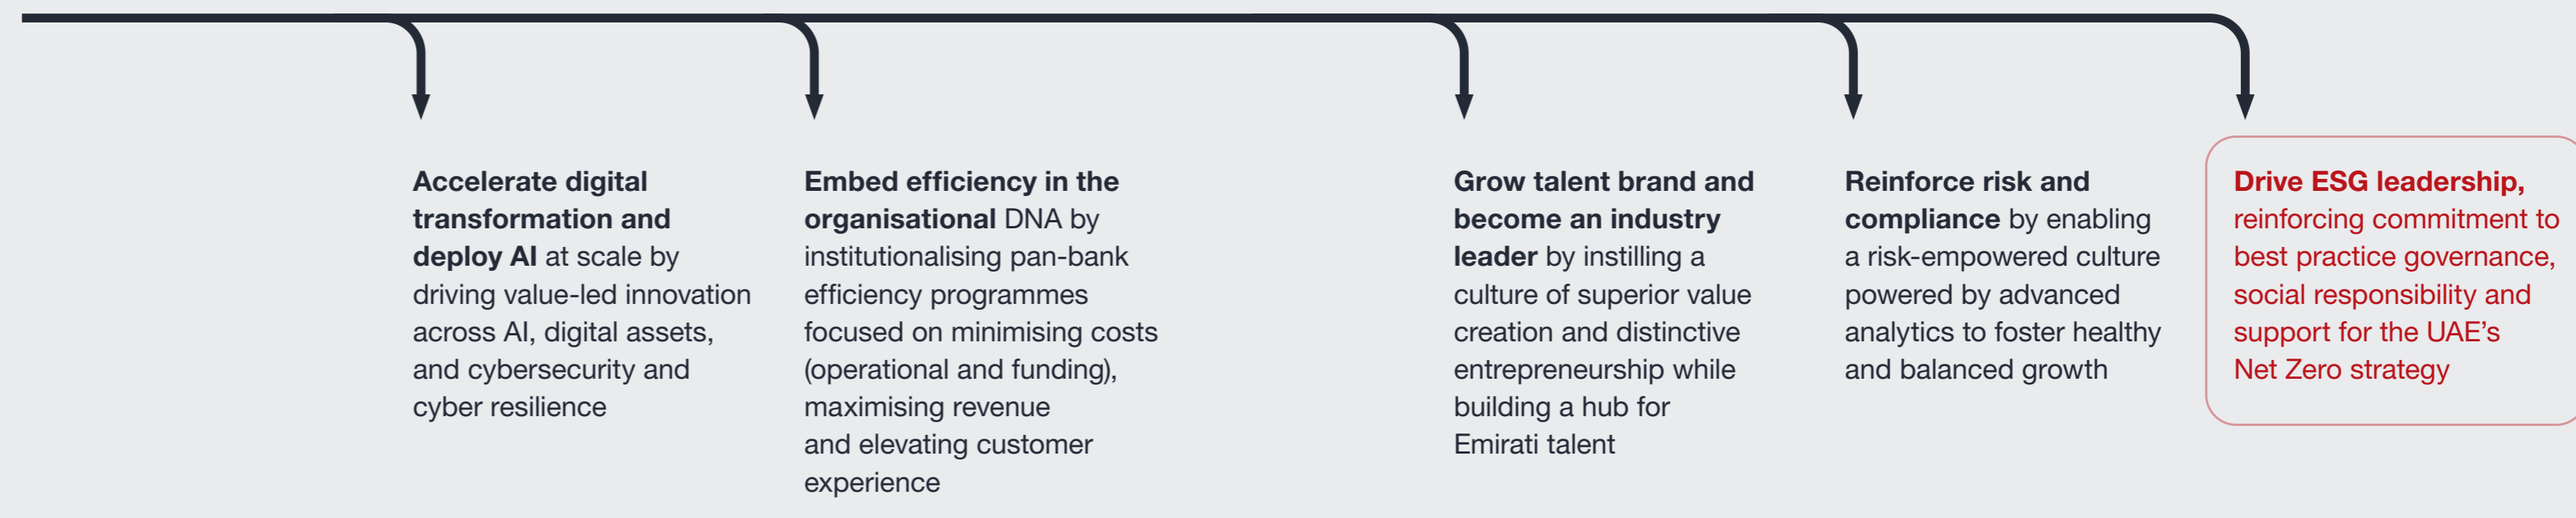 Accelerate digital
transformation and
deploy AI at scale by
driving value-led innovation
across AI, digital assets,
and cybersecurity and
cyber resilience
Embed efficiency in the
organisational DNA by
institutionalising pan-bank
efficiency programmes
focused on minimising costs
(operational and funding),
maximising revenue
and elevating customer
experience
Grow talent brand and
become an industry
leader by instilling a
culture of superior value
creation and distinctive
entrepreneurship while
building a hub for
Emirati talent
Reinforce risk and
compliance by enabling
a risk-empowered culture
powered by advanced
analytics to foster healthy
and balanced growth
Drive ESG leadership,
reinforcing commitment to
best practice governance,
social responsibility and
support for the UAE’s
Net Zero strategy